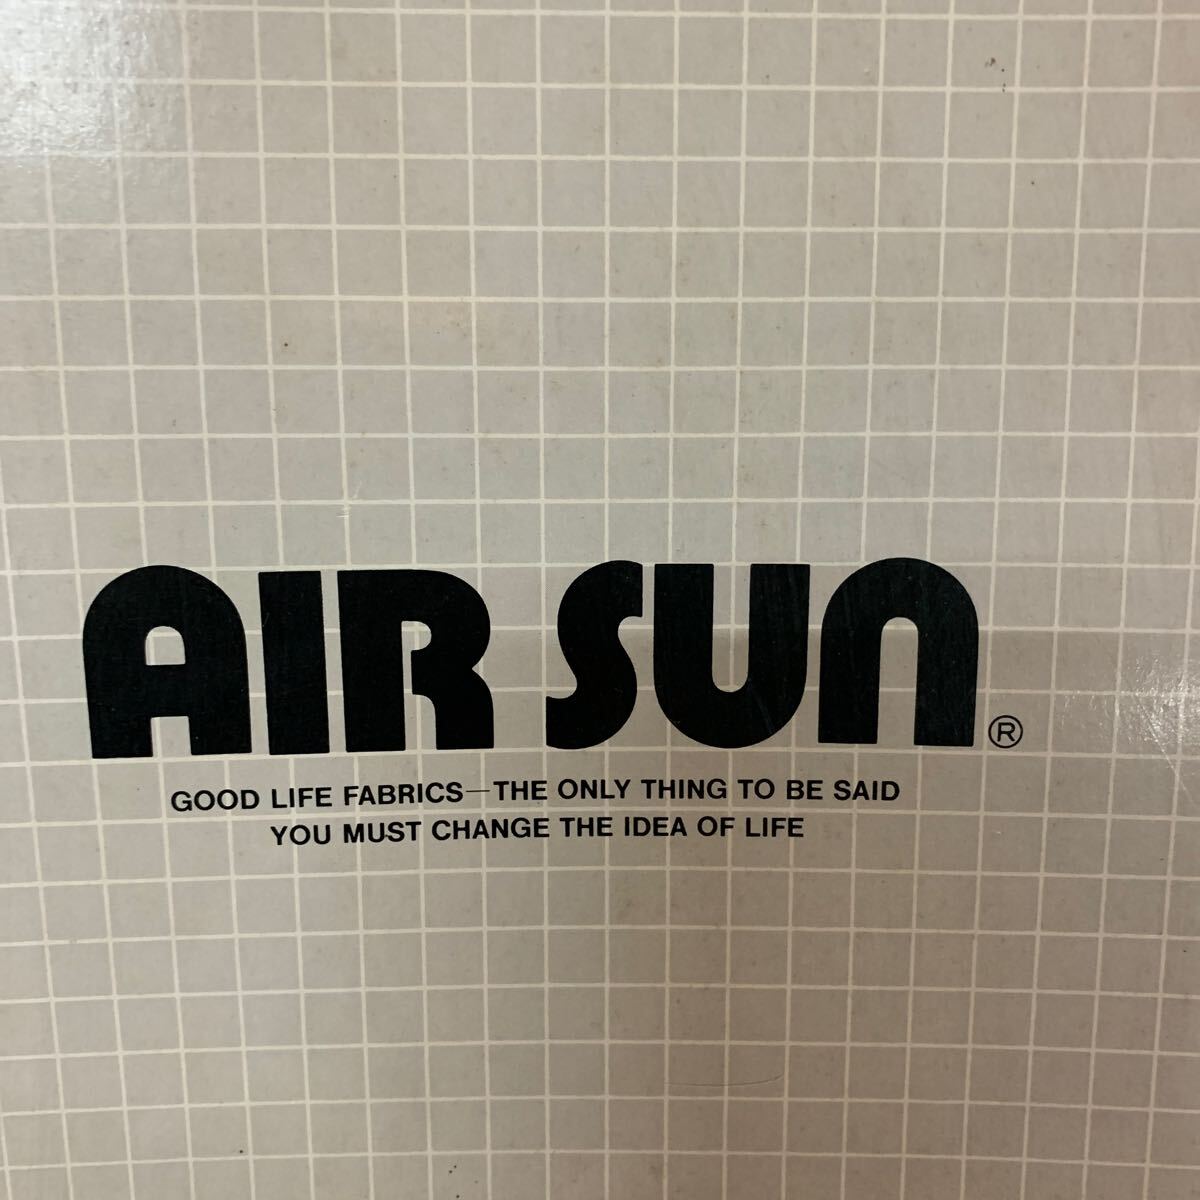 AIR SUN®
GOOD LIFE FABRICS—THE ONLY THING TO BE SAID
YOU MUST CHANGE THE IDEA OF LIFE